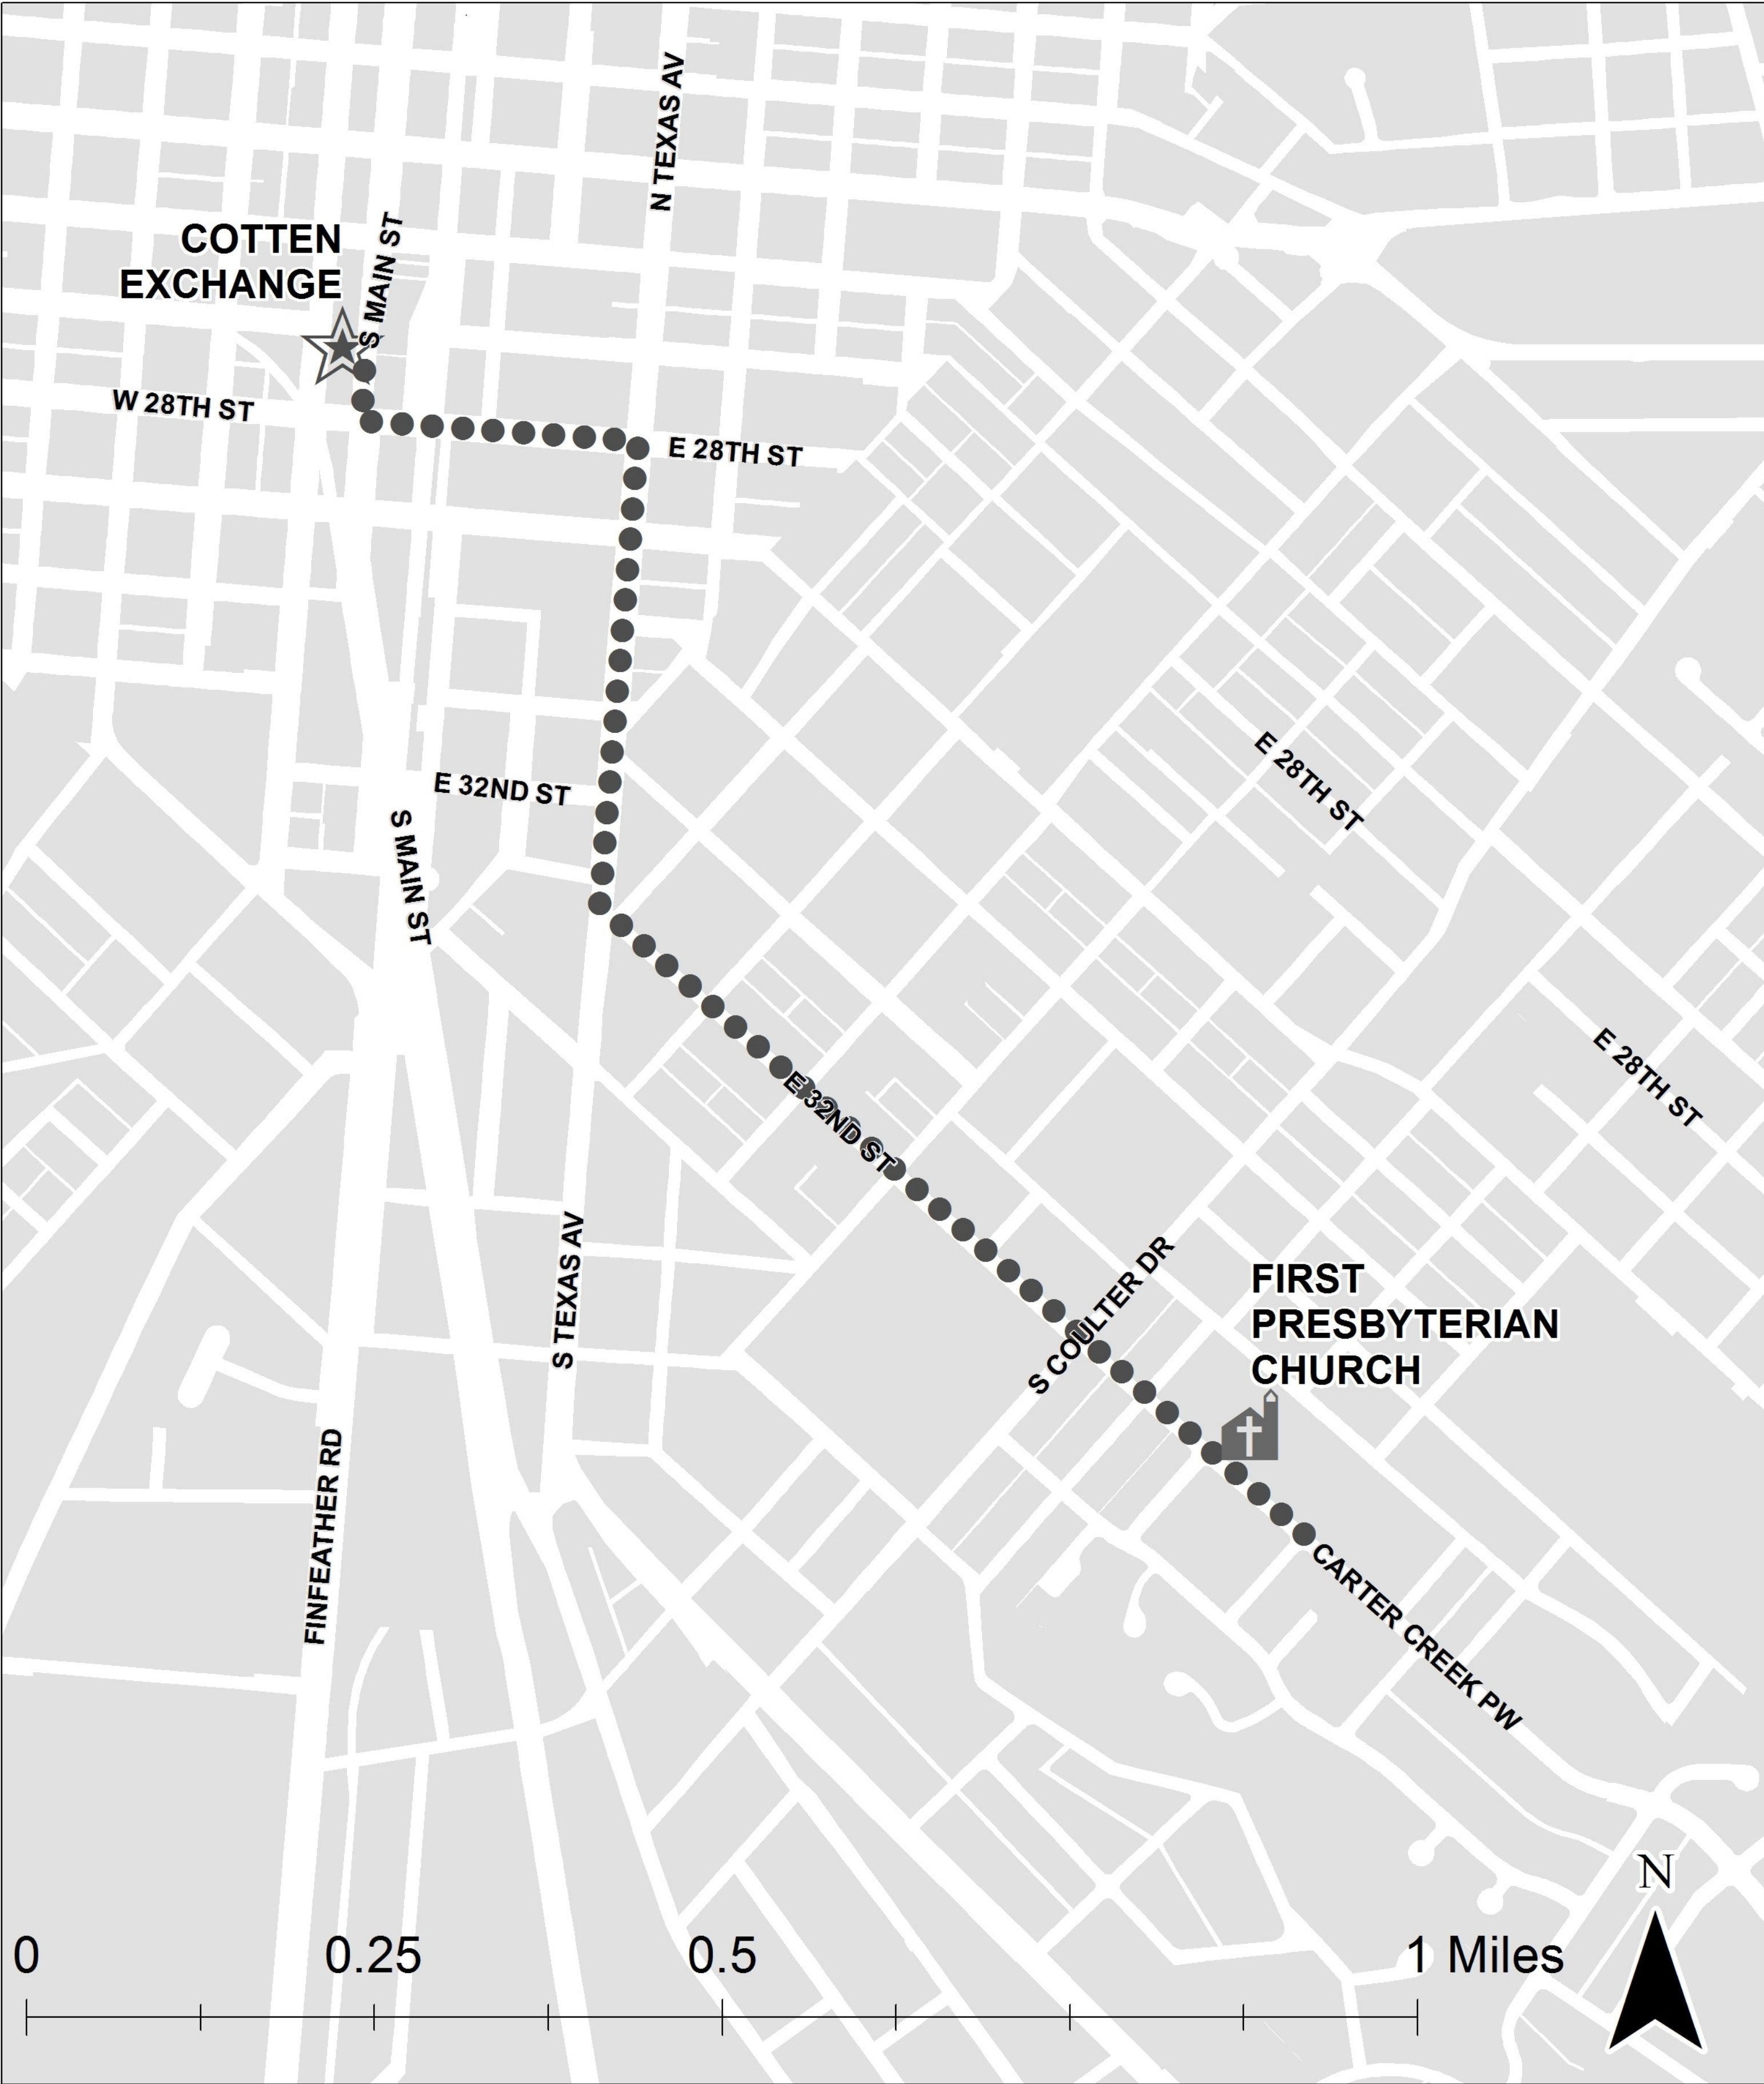 N TEXAS AV
COTTEN
EXCHANGE
S MAIN ST
W 28TH ST
E 28TH ST
E 28TH ST
E 32ND ST
S MAIN ST
E 28TH ST
E 32ND ST
S TEXAS AV
S COULTER DR
FIRST
PRESBYTERIAN
CHURCH
FINFEATHER RD
CARTER CREEK PW
N
0 0.25 0.5 1 Miles